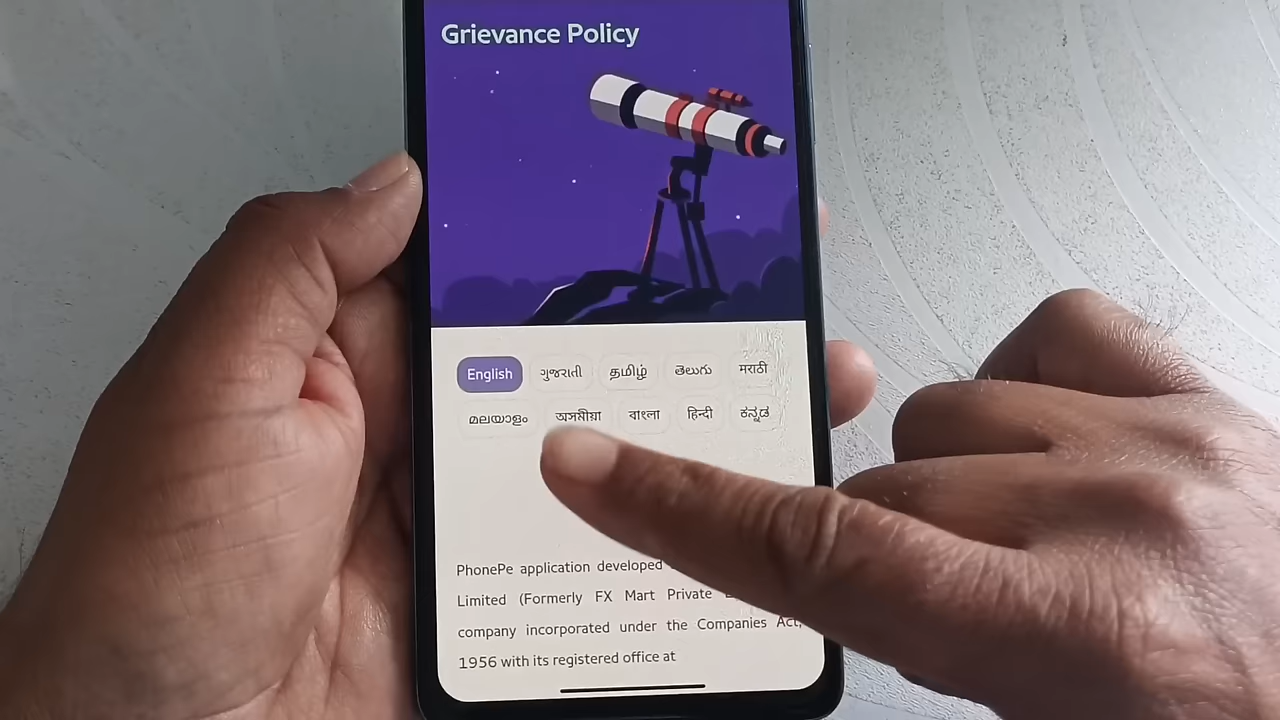 Grievance Policy
English ગુજરાતી தமிழ் తెలుగు मराठी
മലയാളം অসমীয়া বাংলা हिन्दी ಕನ್ನಡ
PhonePe application developed
Limited (Formerly FX Mart Private
company incorporated under the Companies Act,
1956 with its registered office at